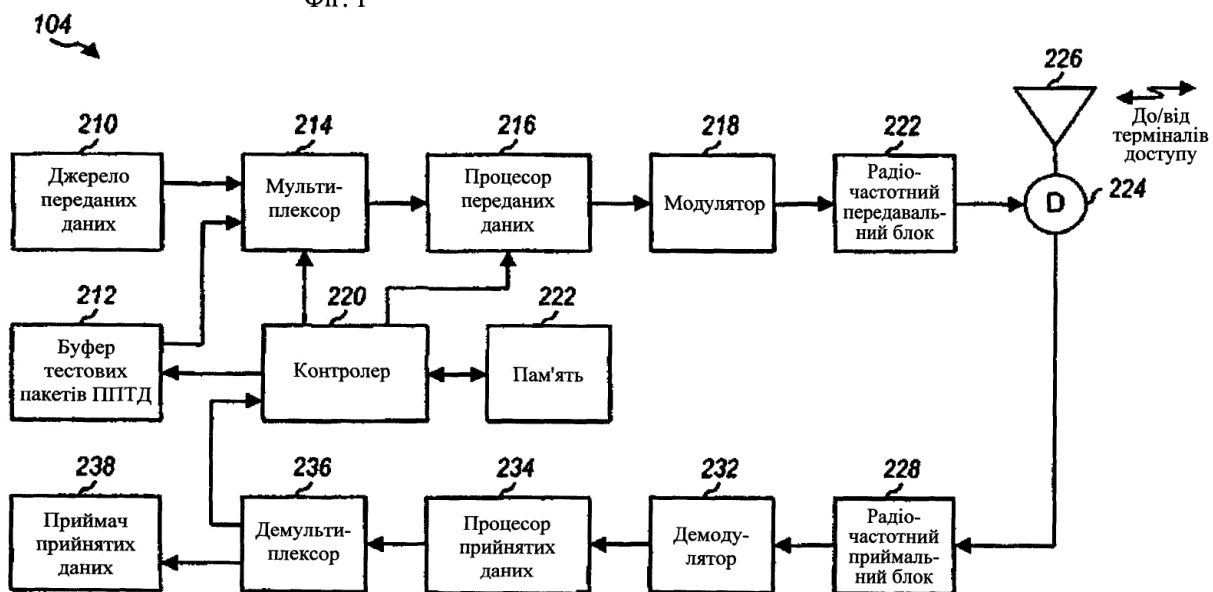 Фіг. 1
104
226
До/від
терміналів
доступу
210
214
216
218
222
224
Джерело
переданих
даних
Мульти-
плексор
Процесор
переданих
даних
Модулятор
Радіо-
частотний
передаваль-
ний блок
D
212
220
222
Буфер
тестових
пакетів ППТД
Контролер
Пам'ять
238
236
234
232
228
Приймач
прийнятих
даних
Демульти-
плексор
Процесор
прийнятих
даних
Демоду-
лятор
Радіо-
частотний
приймаль-
ний блок